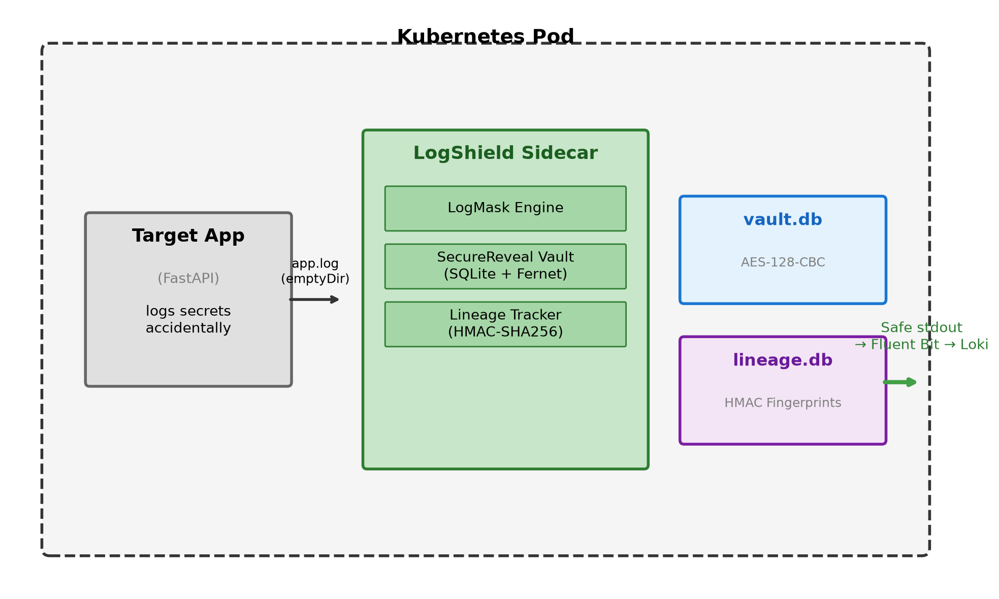 Kubernetes Pod
Target App
(FastAPI)
logs secrets
accidentally
app.log
(emptyDir)
LogShield Sidecar
LogMask Engine
SecureReveal Vault
(SQLite + Fernet)
Lineage Tracker
(HMAC-SHA256)
vault.db
AES-128-CBC
Safe stdout
→ Fluent Bit → Loki
lineage.db
HMAC Fingerprints